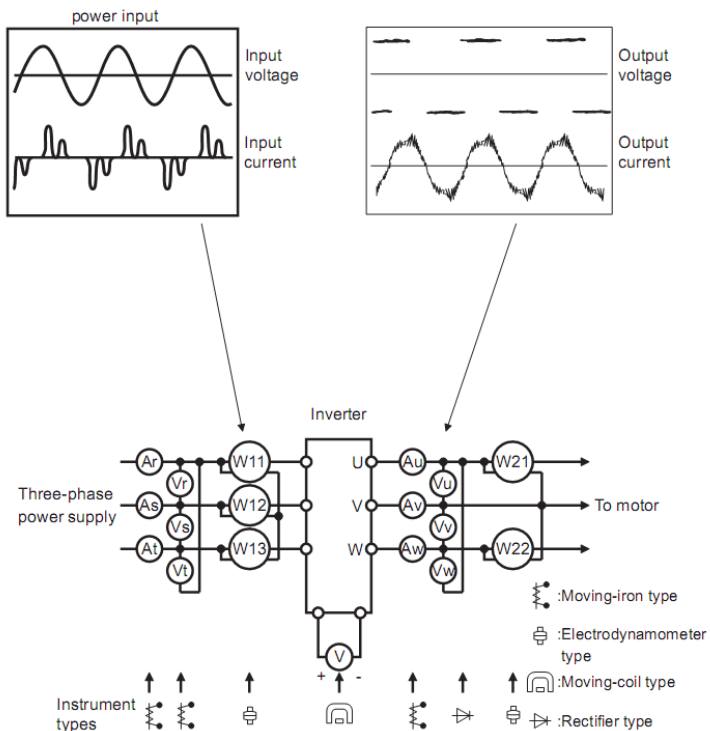 power input
Input
voltage
Input
current
Output
voltage
Output
current
Inverter
Three-phase
power supply
Ar
As
At
Vr
Vs
Vt
W11
W12
W13
U
V
W
Au
Av
Aw
Vu
Vv
Vw
W21
W22
To motor
+ V -
:Moving-iron type
:Electrodynamometer
type
:Moving-coil type
:Rectifier type
Instrument
types